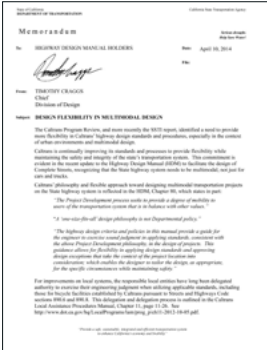 State of California
California State Transportation Agency
DEPARTMENT OF TRANSPORTATION
Memorandum
To: HIGHWAY DESIGN MANUAL HOLDERS
Date: April 10, 2014
File:
From: TIMOTHY CRAGGS
Chief
Division of Design
Subject: DESIGN FLEXIBILITY IN MULTIMODAL DESIGN
The Caltrans Program Review, and more recently the SSTI report, identified a need to provide
more flexibility in Caltrans' highway design standards and procedures, especially in the context
of urban environments and multimodal design.
Caltrans is continually improving its standards and processes to provide flexibility while
maintaining the safety and integrity of the state's transportation system. This commitment is
evident in the recent update to the Highway Design Manual (HDM) to facilitate the design of
Complete Streets, recognizing that the State highway system needs to be multimodal, not just for
cars and trucks.
Caltrans' philosophy and flexible approach toward designing multimodal transportation projects
on the State highway system is reflected in the HDM, Chapter 80, which states in part:
"The Project Development process seeks to provide a degree of mobility to
users of the transportation system that is in balance with other values."
"A 'one-size-fits-all' design philosophy is not Departmental policy."
"The highway design criteria and policies in this manual provide a guide for
the engineer to exercise sound judgment in applying standards, consistent with
the above Project Development philosophy, in the design of projects. This
guidance allows for flexibility in applying design standards and approving
design exceptions that take the context of the project location into
consideration; which enables the designer to tailor the design, as appropriate,
for the specific circumstances while maintaining safety."
For improvements on local systems, the responsible local entities have long been delegated
authority to exercise their engineering judgment when utilizing applicable standards, including
those for bicycle facilities established by Caltrans pursuant to Streets and Highways Code
sections 890.6 and 890.8. This delegation and delegation process is outlined in the Caltrans
Local Assistance Procedures Manual, Chapter 11, page 11-26. See